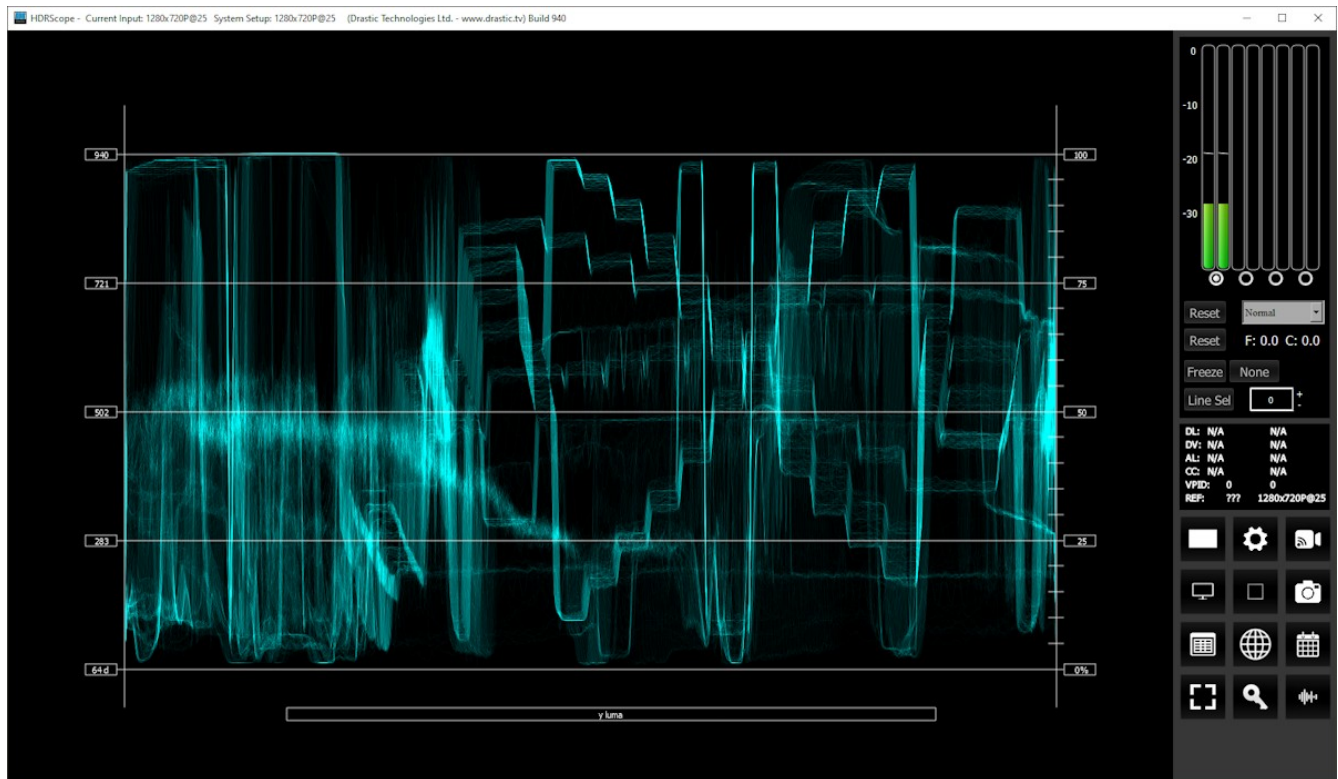 HDRScope - Current Input: 1280x720P@25 System Setup: 1280x720P@25 (Drastic Technologies Ltd. - www.drastic.tv) Build 940
940
721
502
283
64 d
100
75
50
25
0%
y luma
0
-10
-20
-30
Reset Normal
Reset F: 0.0 C: 0.0
Freeze None
Line Sel 0 + -
DL: N/A N/A
DV: N/A N/A
AL: N/A N/A
CC: N/A N/A
VPID: 0 0
REF: ??? 1280x720P@25